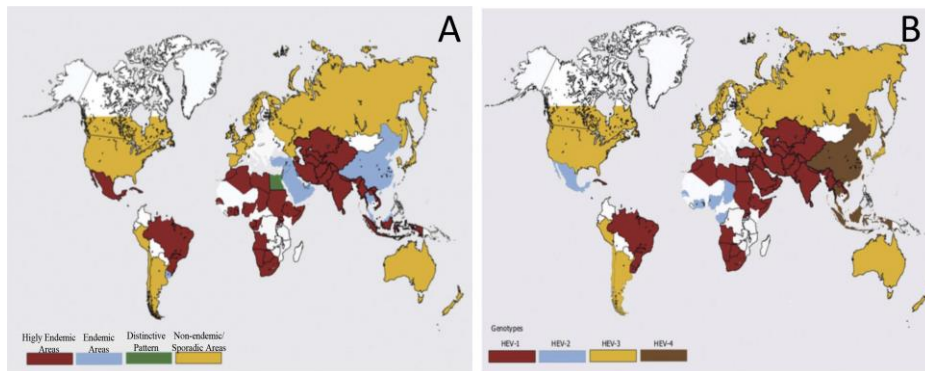 A
B
Higly Endemic
Areas
Endemic
Areas
Distinctive
Pattern
Non-endemic/
Sporadic Areas
Genotypes
HEV-1
HEV-2
HEV-3
HEV-4